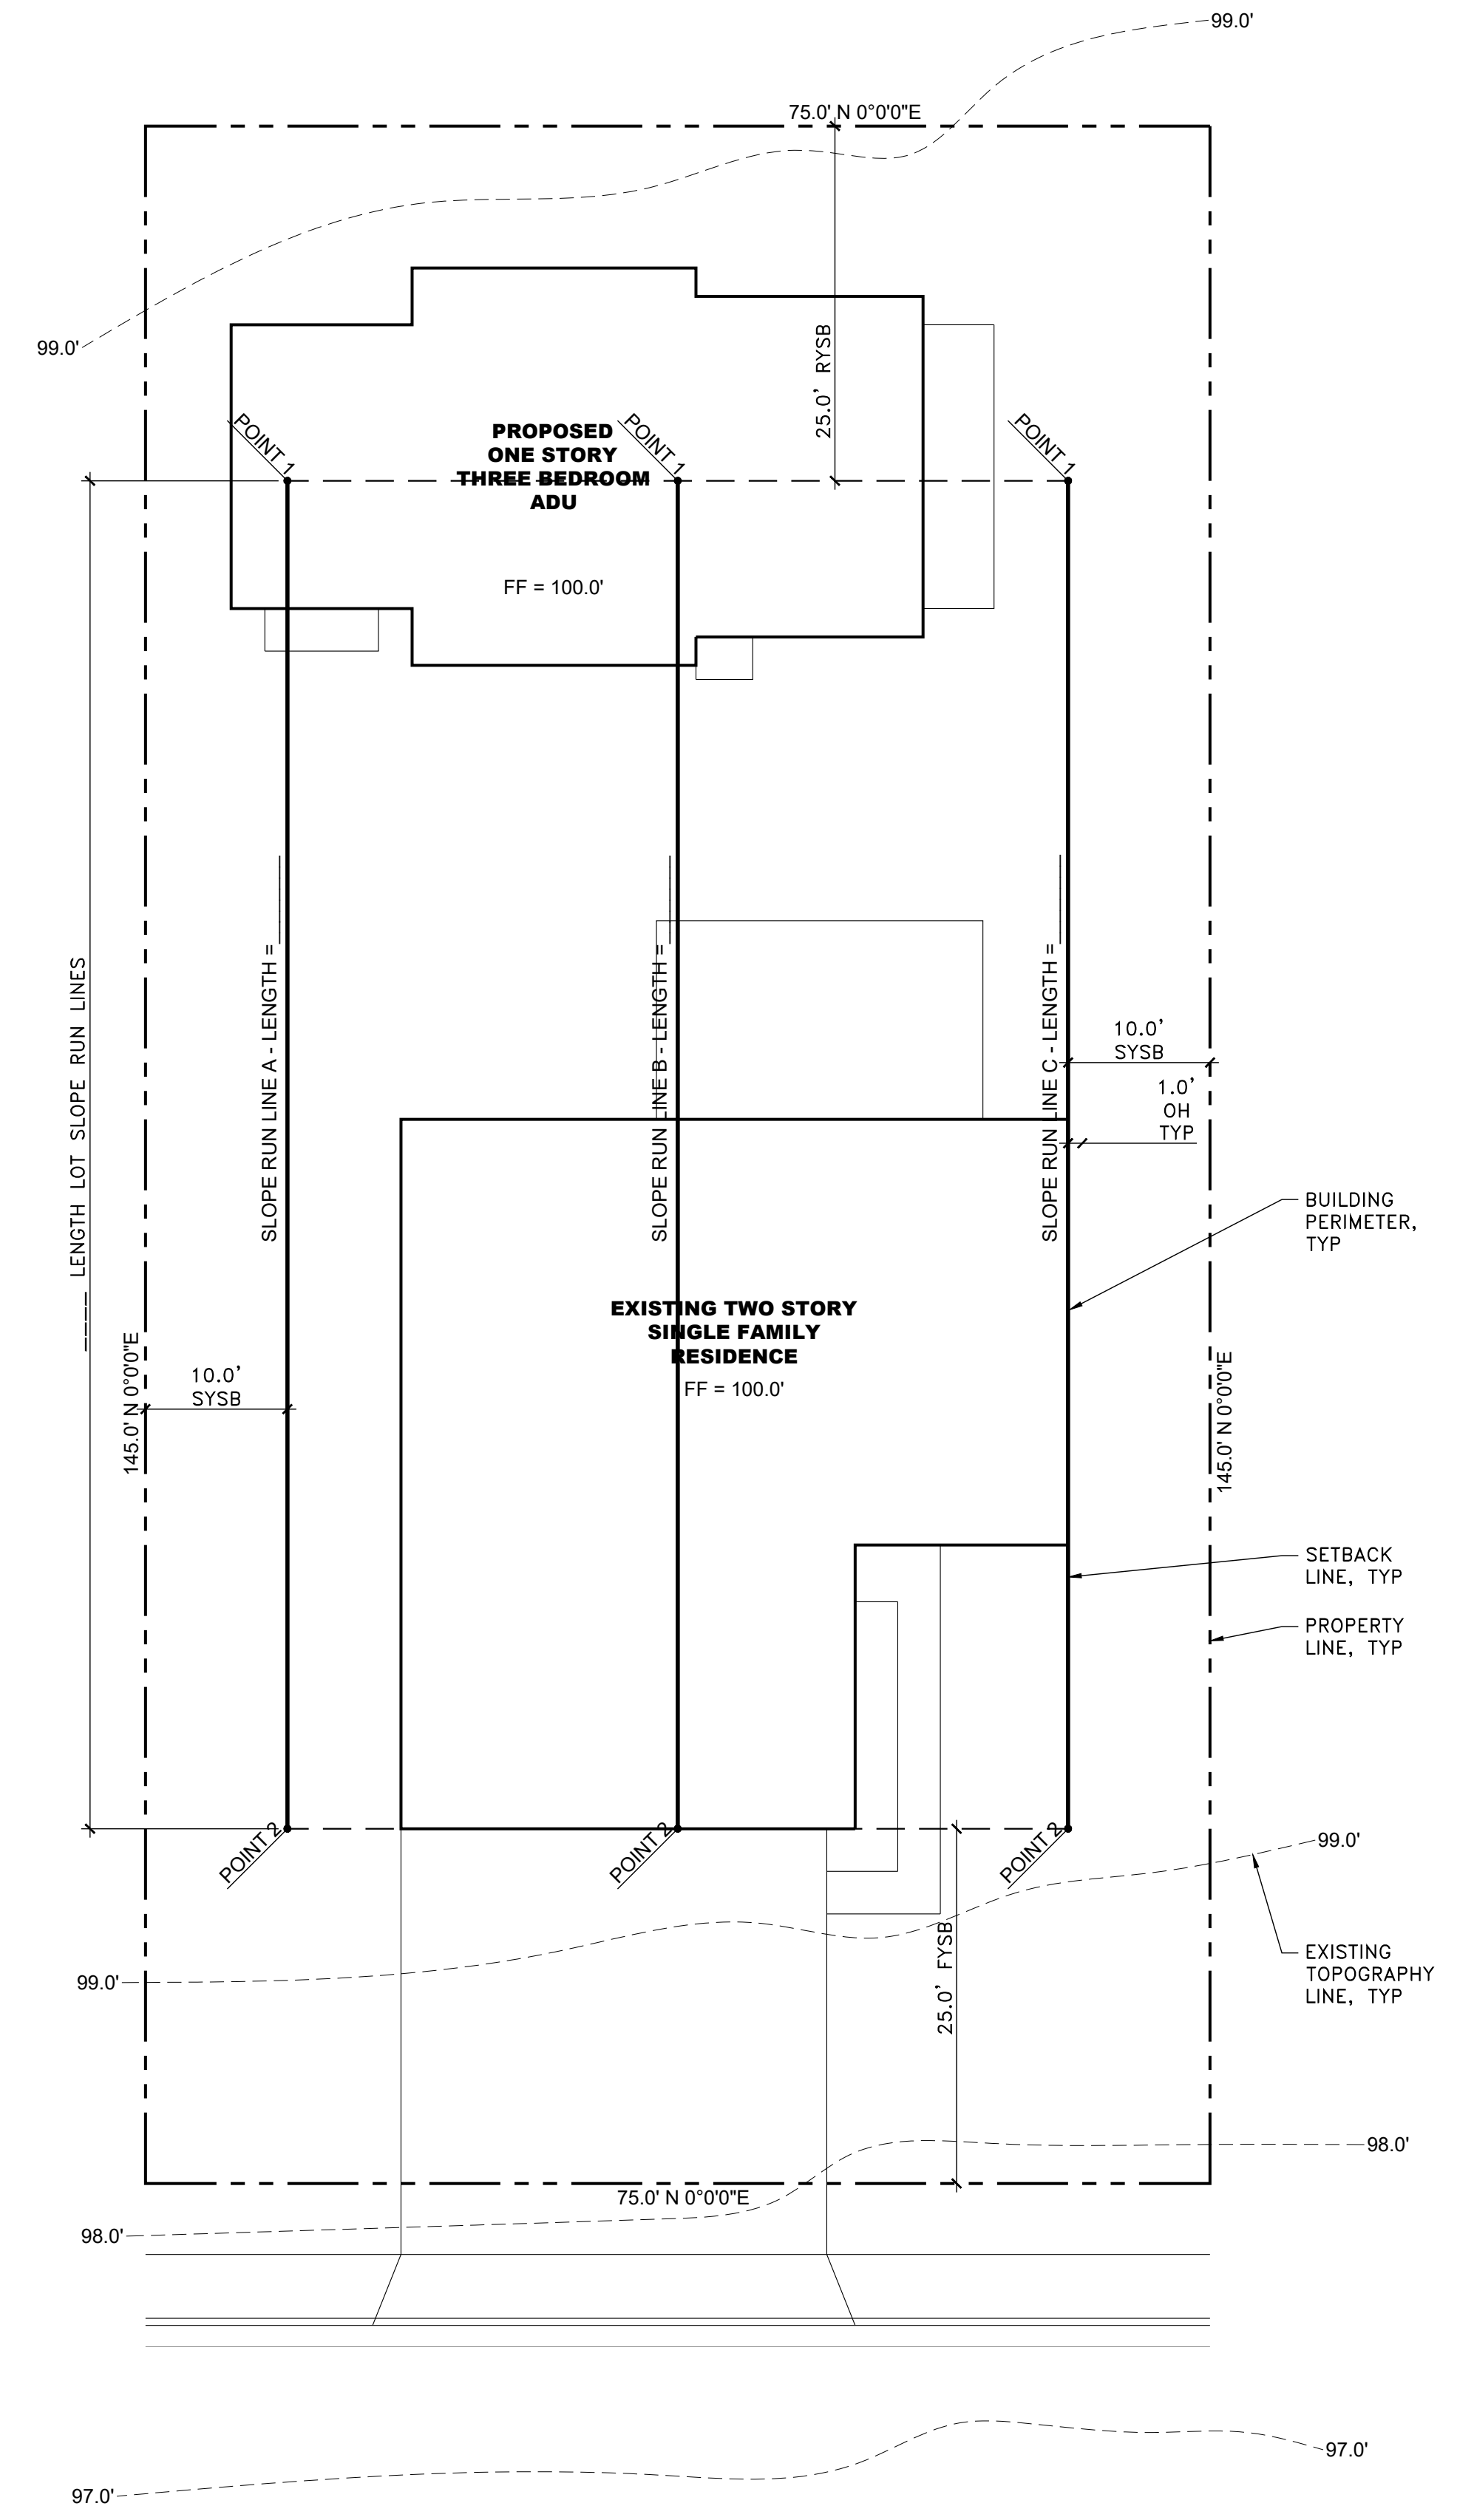 99.0'
75.0' N 0°0'0"E
99.0'
25.0' RYSB
POINT 1
POINT 1
POINT 1
PROPOSED
ONE STORY
THREE BEDROOM
ADU
FF = 100.0'
_____ LENGTH LOT SLOPE RUN LINES
SLOPE RUN LINE A - LENGTH = ________
SLOPE RUN LINE B - LENGTH = ________
SLOPE RUN LINE C - LENGTH = ________
10.0'
SYSB
1.0'
OH
TYP
BUILDING
PERIMETER,
TYP
EXISTING TWO STORY
SINGLE FAMILY
RESIDENCE
FF = 100.0'
145.0' N 0°0'0"E
10.0'
SYSB
145.0' N 0°0'0"E
SETBACK
LINE, TYP
PROPERTY
LINE, TYP
POINT 2
POINT 2
POINT 2
99.0'
25.0' FYSB
99.0'
EXISTING
TOPOGRAPHY
LINE, TYP
98.0'
75.0' N 0°0'0"E
98.0'
97.0'
97.0'